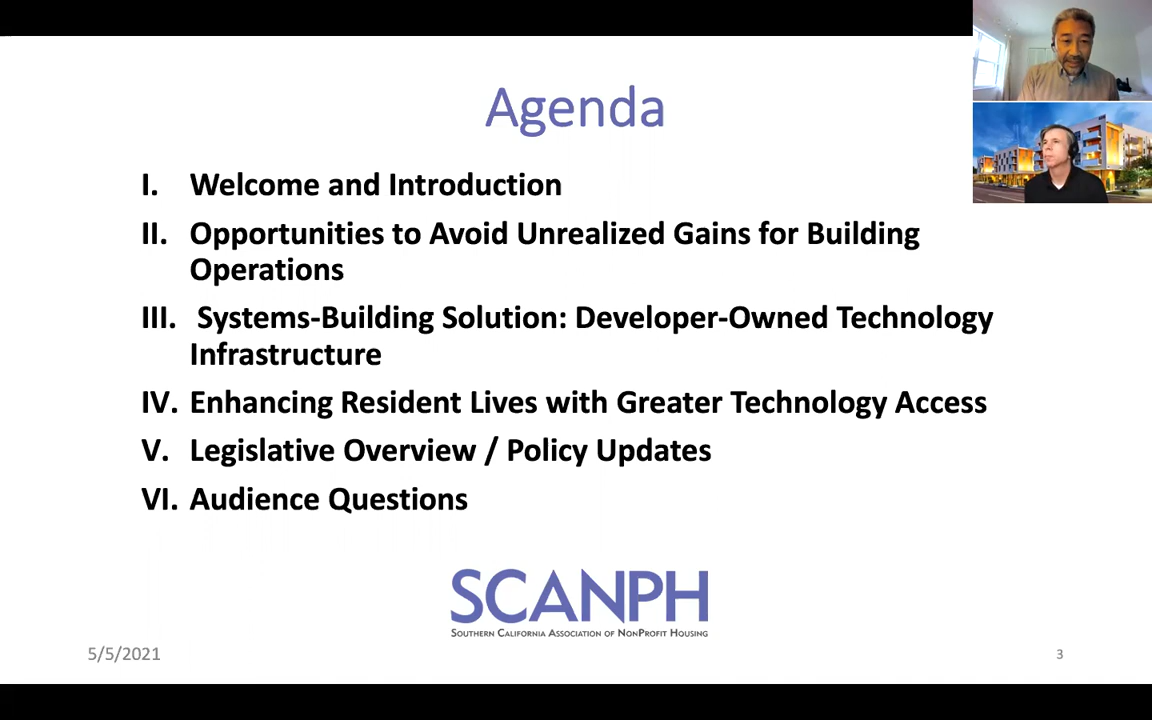 Agenda
I. Welcome and Introduction
II. Opportunities to Avoid Unrealized Gains for Building
Operations
III. Systems-Building Solution: Developer-Owned Technology
Infrastructure
IV. Enhancing Resident Lives with Greater Technology Access
V. Legislative Overview / Policy Updates
VI. Audience Questions
SCANPH
SOUTHERN CALIFORNIA ASSOCIATION OF NONPROFIT HOUSING
5/5/2021
3